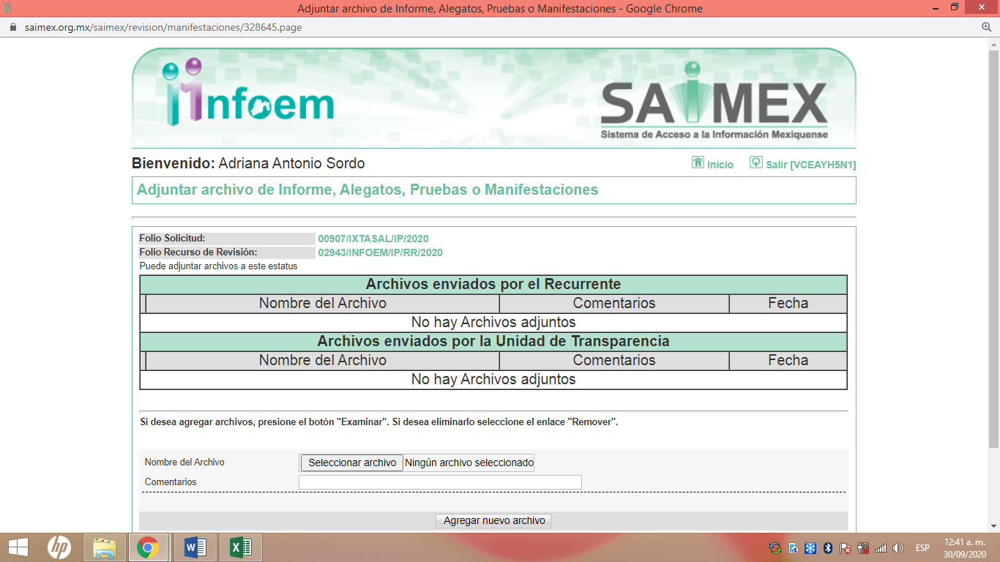 Adjuntar archivo de Informe, Alegatos, Pruebas o Manifestaciones - Google Chrome
saimex.org.mx/saimex/revision/manifestaciones/328645.page
infoem
SAIMEX
Sistema de Acceso a la Información Mexiquense
Bienvenido: Adriana Antonio Sordo
Inicio Salir [VCEAYH5N1]
Adjuntar archivo de Informe, Alegatos, Pruebas o Manifestaciones
Folio Solicitud: 00907/IXTASAL/IP/2020
Folio Recurso de Revisión: 02943/INFOEM/IP/RR/2020
Puede adjuntar archivos a este estatus
Archivos enviados por el Recurrente
Nombre del Archivo Comentarios Fecha
No hay Archivos adjuntos
Archivos enviados por la Unidad de Transparencia
Nombre del Archivo Comentarios Fecha
No hay Archivos adjuntos
Si desea agregar archivos, presione el botón "Examinar". Si desea eliminarlo seleccione el enlace "Remover".
Nombre del Archivo Seleccionar archivo Ningún archivo seleccionado
Comentarios
Agregar nuevo archivo
hp
ESP
12:41 a. m.
30/09/2020